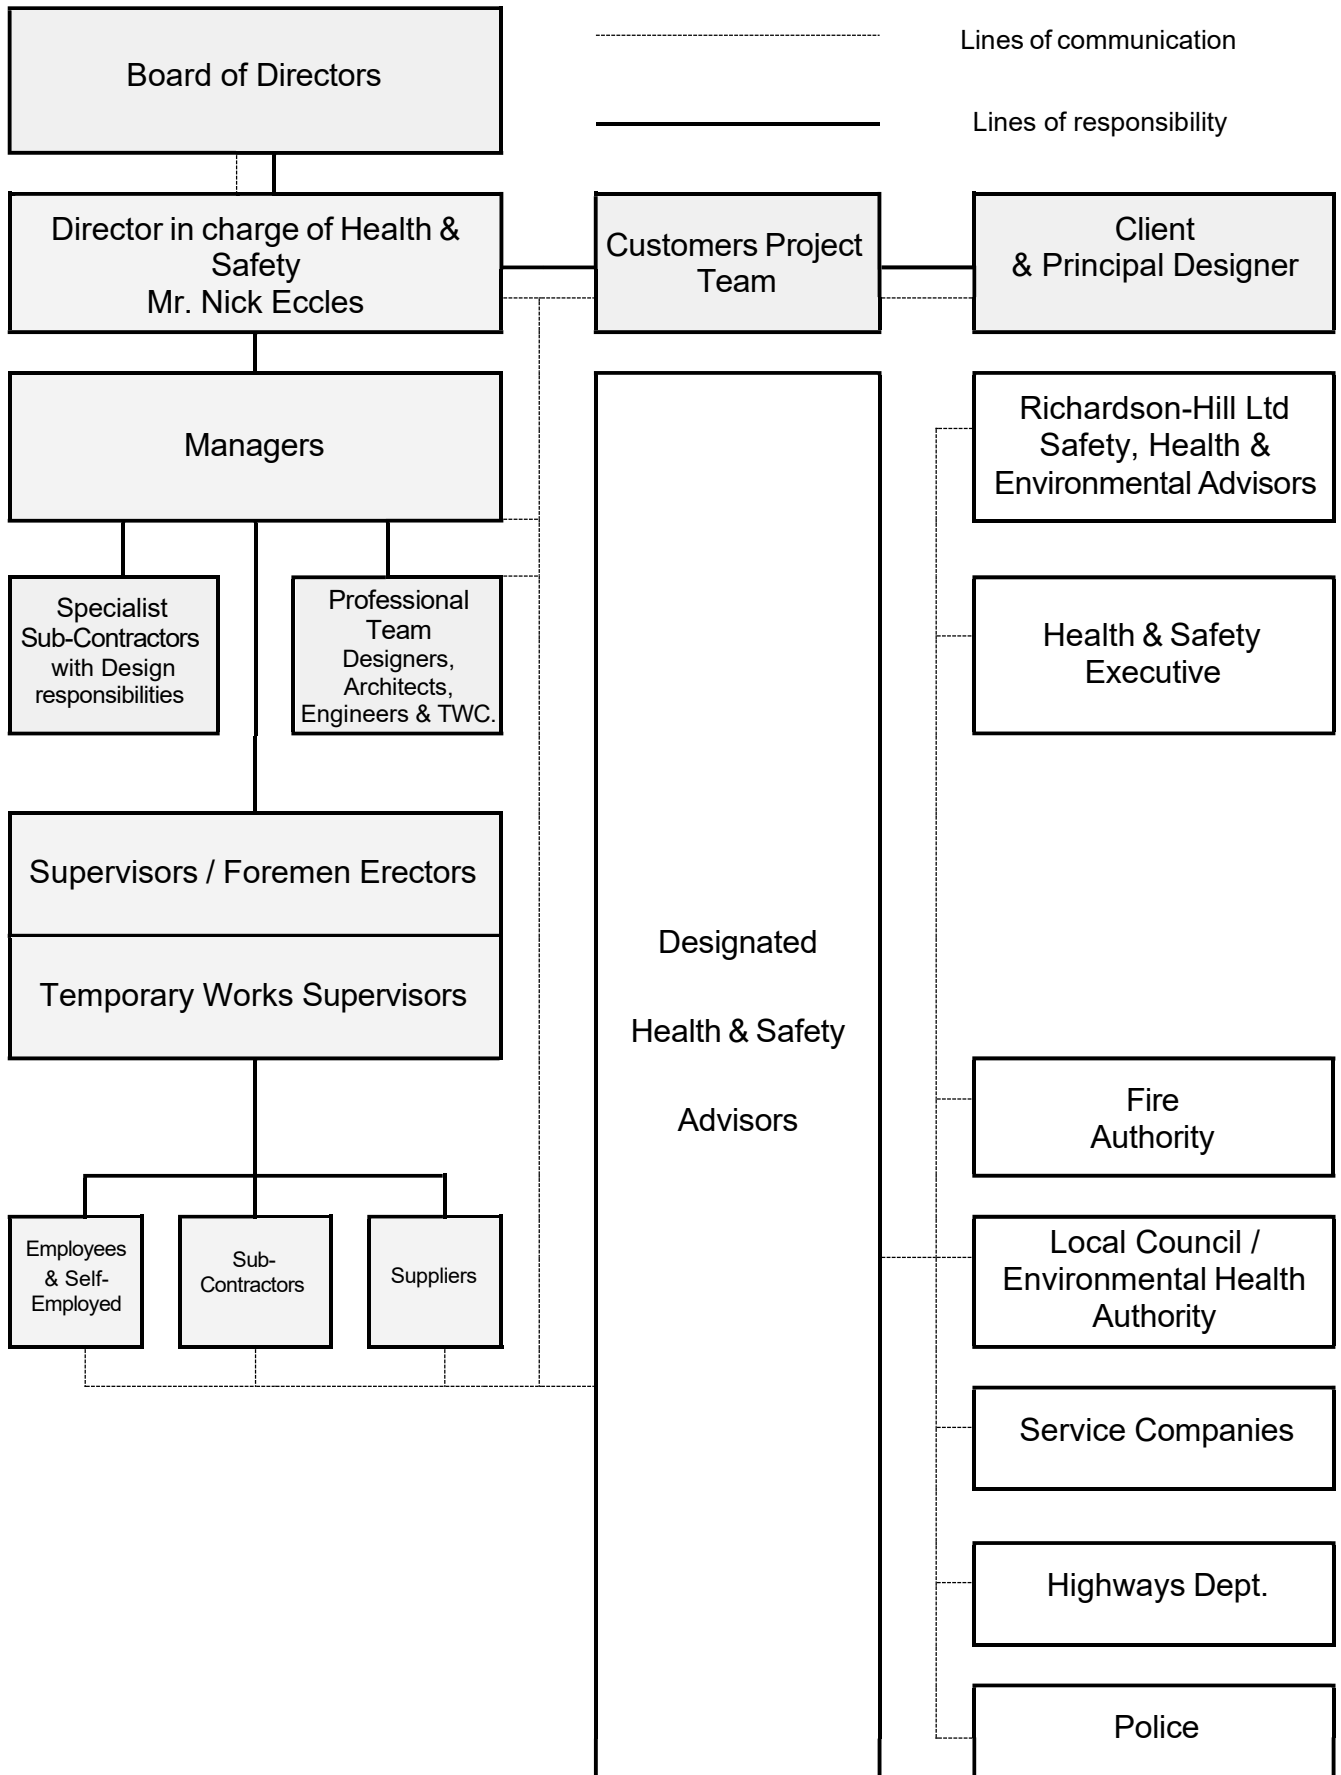 Board of Directors
Lines of communication
Lines of responsibility
Director in charge of Health &
Safety
Mr. Nick Eccles
Customers Project
Team
Client
& Principal Designer
Managers
Richardson-Hill Ltd
Safety, Health &
Environmental Advisors
Specialist
Sub-Contractors
with Design
responsibilities
Professional
Team
Designers,
Architects,
Engineers & TWC.
Health & Safety
Executive
Supervisors / Foremen Erectors
Temporary Works Supervisors
Designated
Health & Safety
Advisors
Fire
Authority
Employees
& Self-
Employed
Sub-
Contractors
Suppliers
Local Council /
Environmental Health
Authority
Service Companies
Highways Dept.
Police